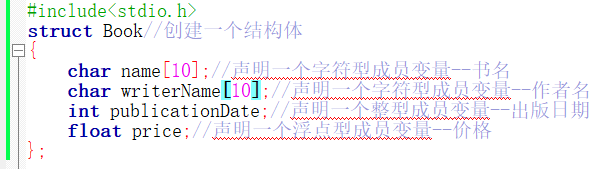 #include<stdio.h>
struct Book//创建一个结构体
{
char name[10];//声明一个字符型成员变量--书名
char writerName[10];//声明一个字符型成员变量--作者名
int publicationDate;//声明一个整型成员变量--出版日期
float price;//声明一个浮点型成员变量--价格
};